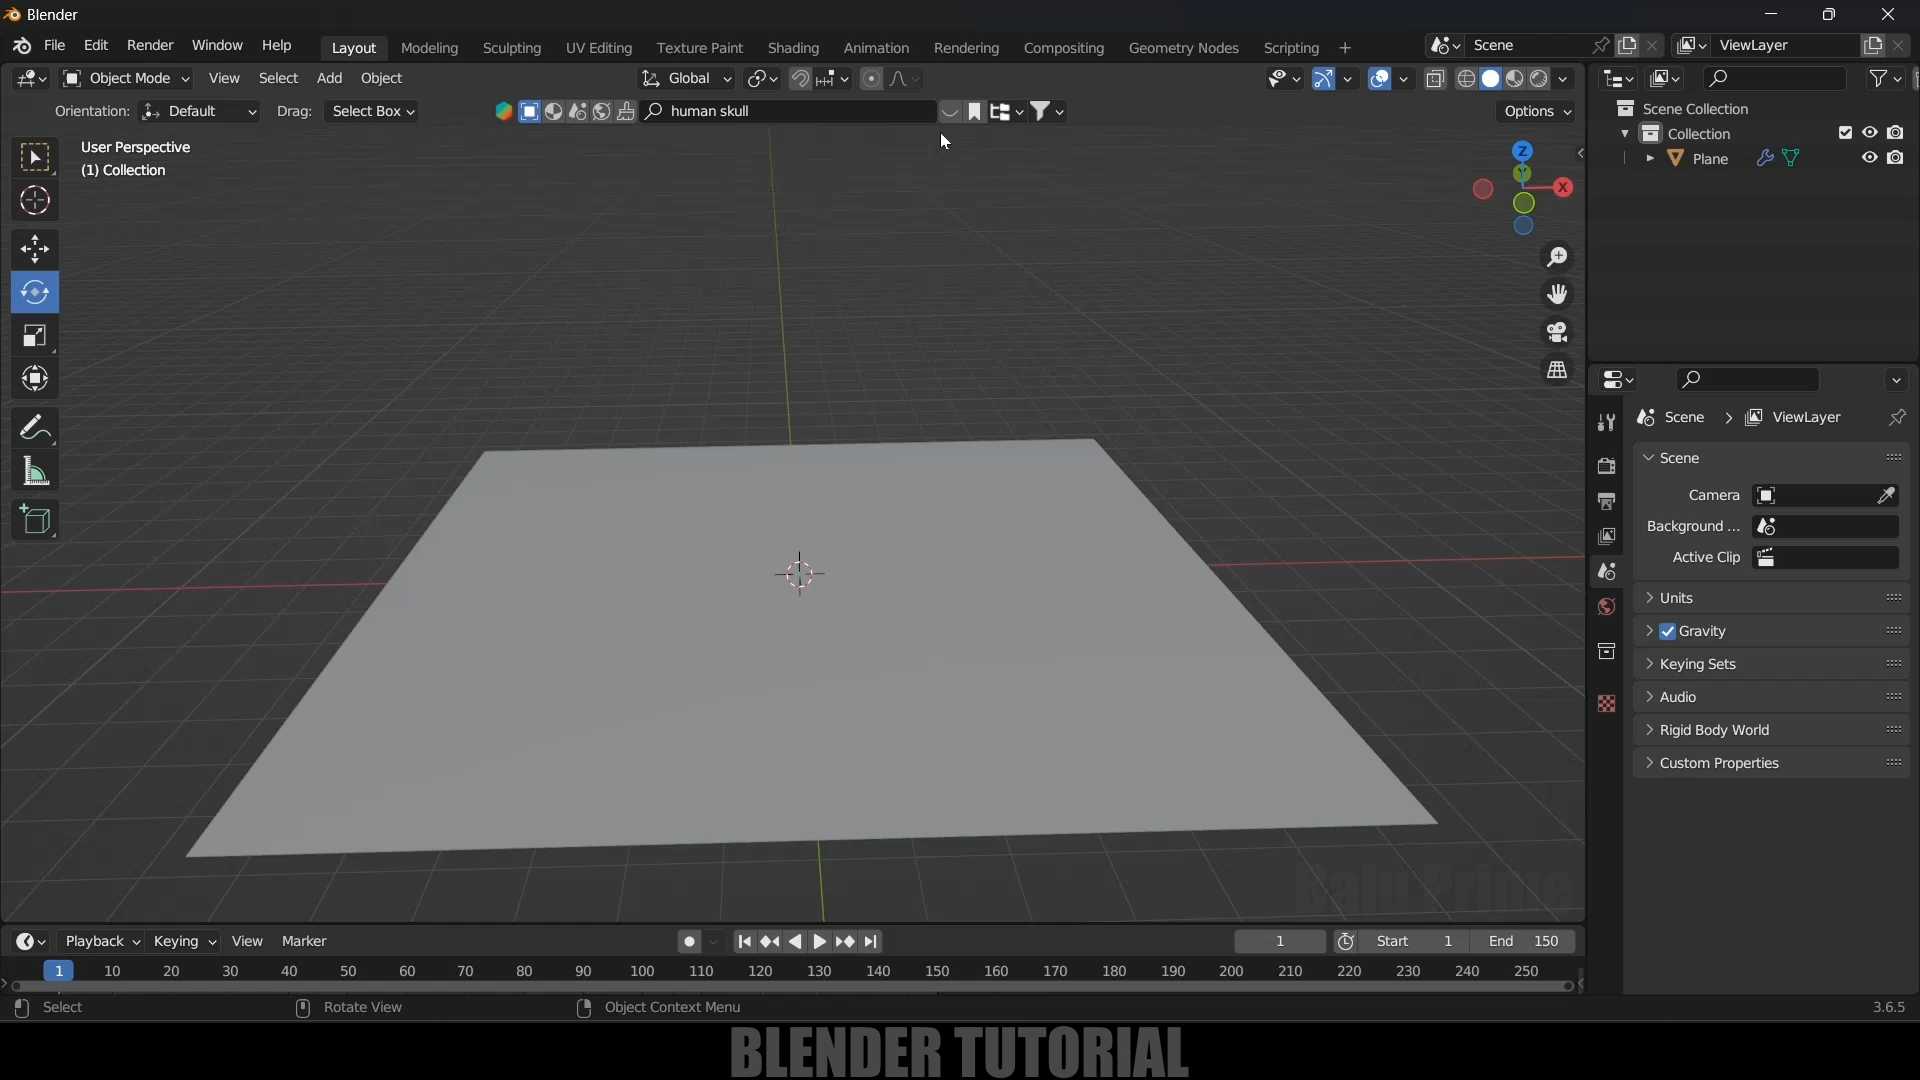 Blender
File Edit Render Window Help Layout Modeling Sculpting UV Editing Texture Paint Shading Animation Rendering Compositing Geometry Nodes Scripting + Scene ViewLayer
Object Mode View Select Add Object Global
Orientation: Default Drag: Select Box human skull Options
User Perspective
(1) Collection
Z
Y
X
Scene Collection
Collection
Plane
Scene > ViewLayer
Scene
Camera
Background ...
Active Clip
Units
Gravity
Keying Sets
Audio
Rigid Body World
Custom Properties
Balu Prime
Playback Keying View Marker 1 Start 1 End 150
1 10 20 30 40 50 60 70 80 90 100 110 120 130 140 150 160 170 180 190 200 210 220 230 240 250
Select Rotate View Object Context Menu 3.6.5
BLENDER TUTORIAL